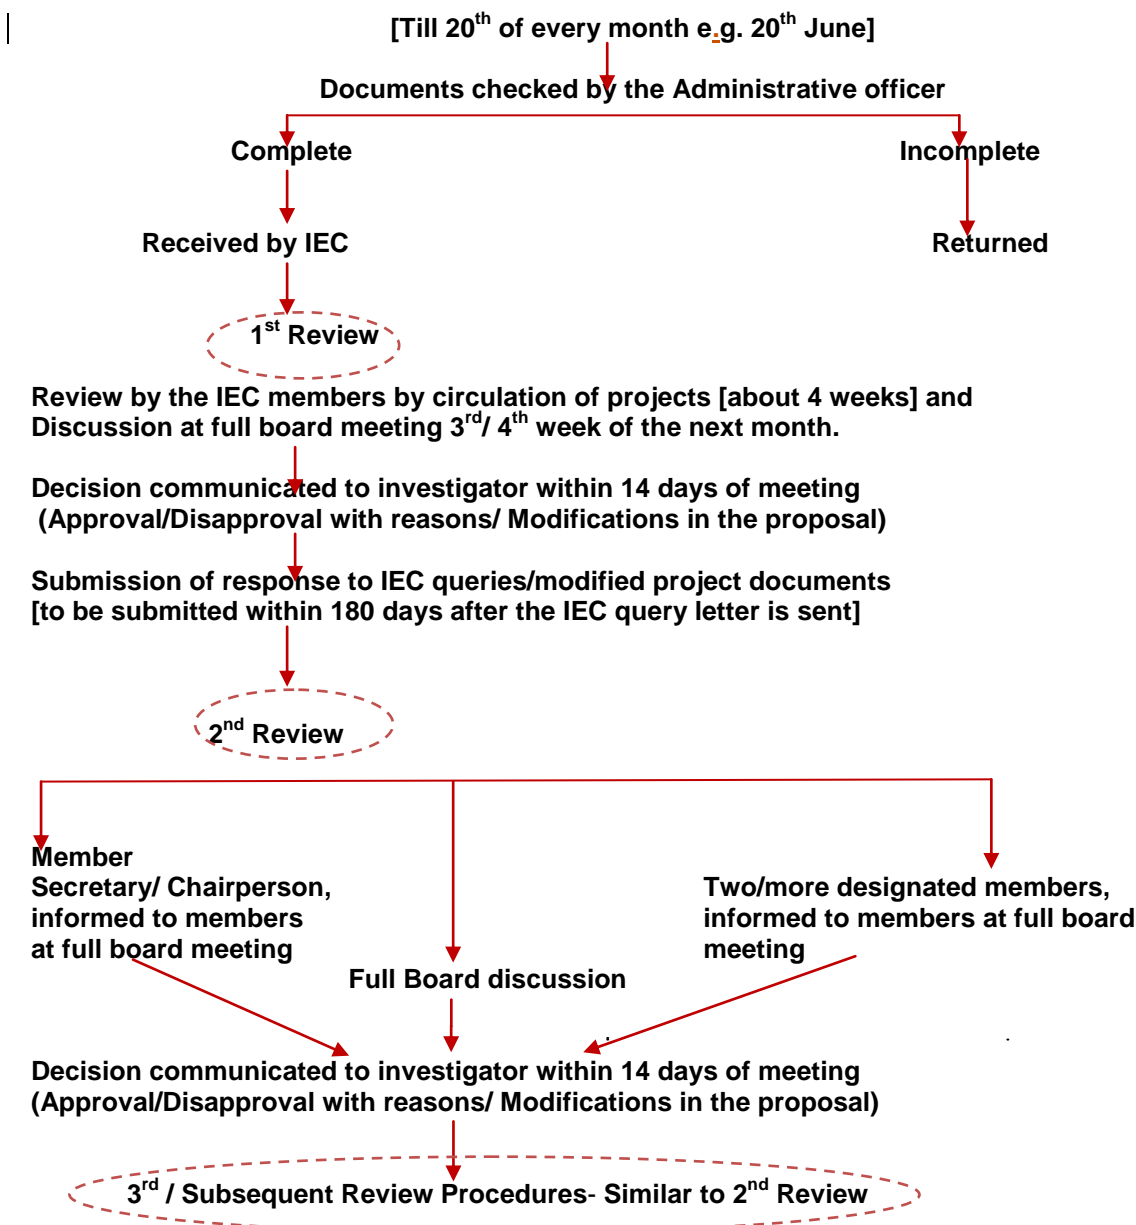 [Till 20th of every month e.g. 20th June]
Documents checked by the Administrative officer
Complete
Incomplete
Received by IEC
Returned
1st Review
Review by the IEC members by circulation of projects [about 4 weeks] and
Discussion at full board meeting 3rd/ 4th week of the next month.
Decision communicated to investigator within 14 days of meeting
(Approval/Disapproval with reasons/ Modifications in the proposal)
Submission of response to IEC queries/modified project documents
[to be submitted within 180 days after the IEC query letter is sent]
2nd Review
Member
Secretary/ Chairperson,
informed to members
at full board meeting
Full Board discussion
Two/more designated members,
informed to members at full board
meeting
Decision communicated to investigator within 14 days of meeting
(Approval/Disapproval with reasons/ Modifications in the proposal)
3rd / Subsequent Review Procedures- Similar to 2nd Review